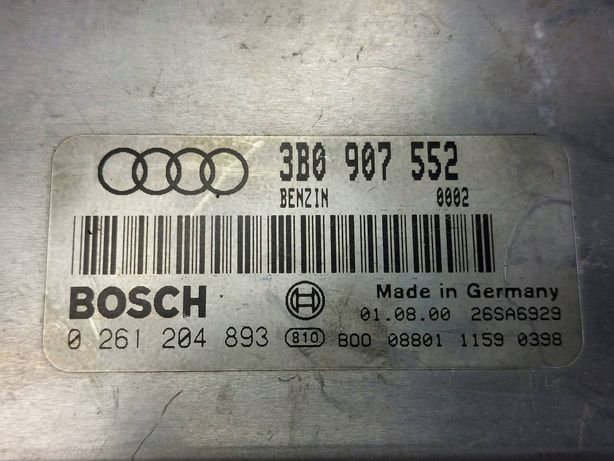 3B0 907 552
BENZIN 0002
BOSCH Made in Germany
01.08.00 26SA6929
0 261 204 893 810 B00 08801 1159 0398